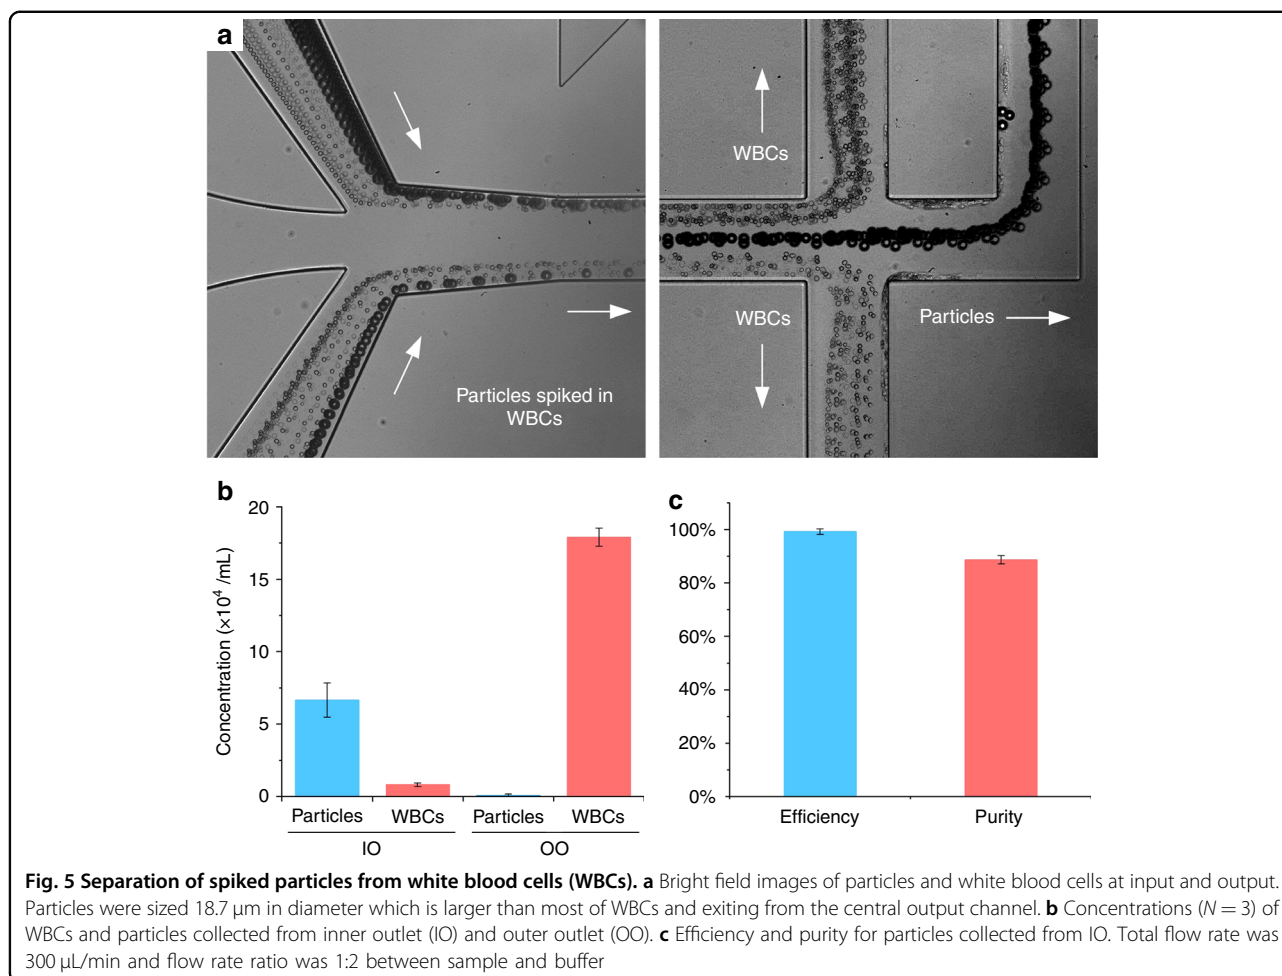 a
WBCs
WBCs
Particles
Particles spiked in
WBCs
b
Concentration (×10⁴ /mL)
20
15
10
5
0
Particles WBCs Particles WBCs
IO OO
c
100%
80%
60%
40%
20%
0%
Efficiency Purity
Fig. 5 Separation of spiked particles from white blood cells (WBCs). a Bright field images of particles and white blood cells at input and output.
Particles were sized 18.7 μm in diameter which is larger than most of WBCs and exiting from the central output channel. b Concentrations (N = 3) of
WBCs and particles collected from inner outlet (IO) and outer outlet (OO). c Efficiency and purity for particles collected from IO. Total flow rate was
300 μL/min and flow rate ratio was 1:2 between sample and buffer